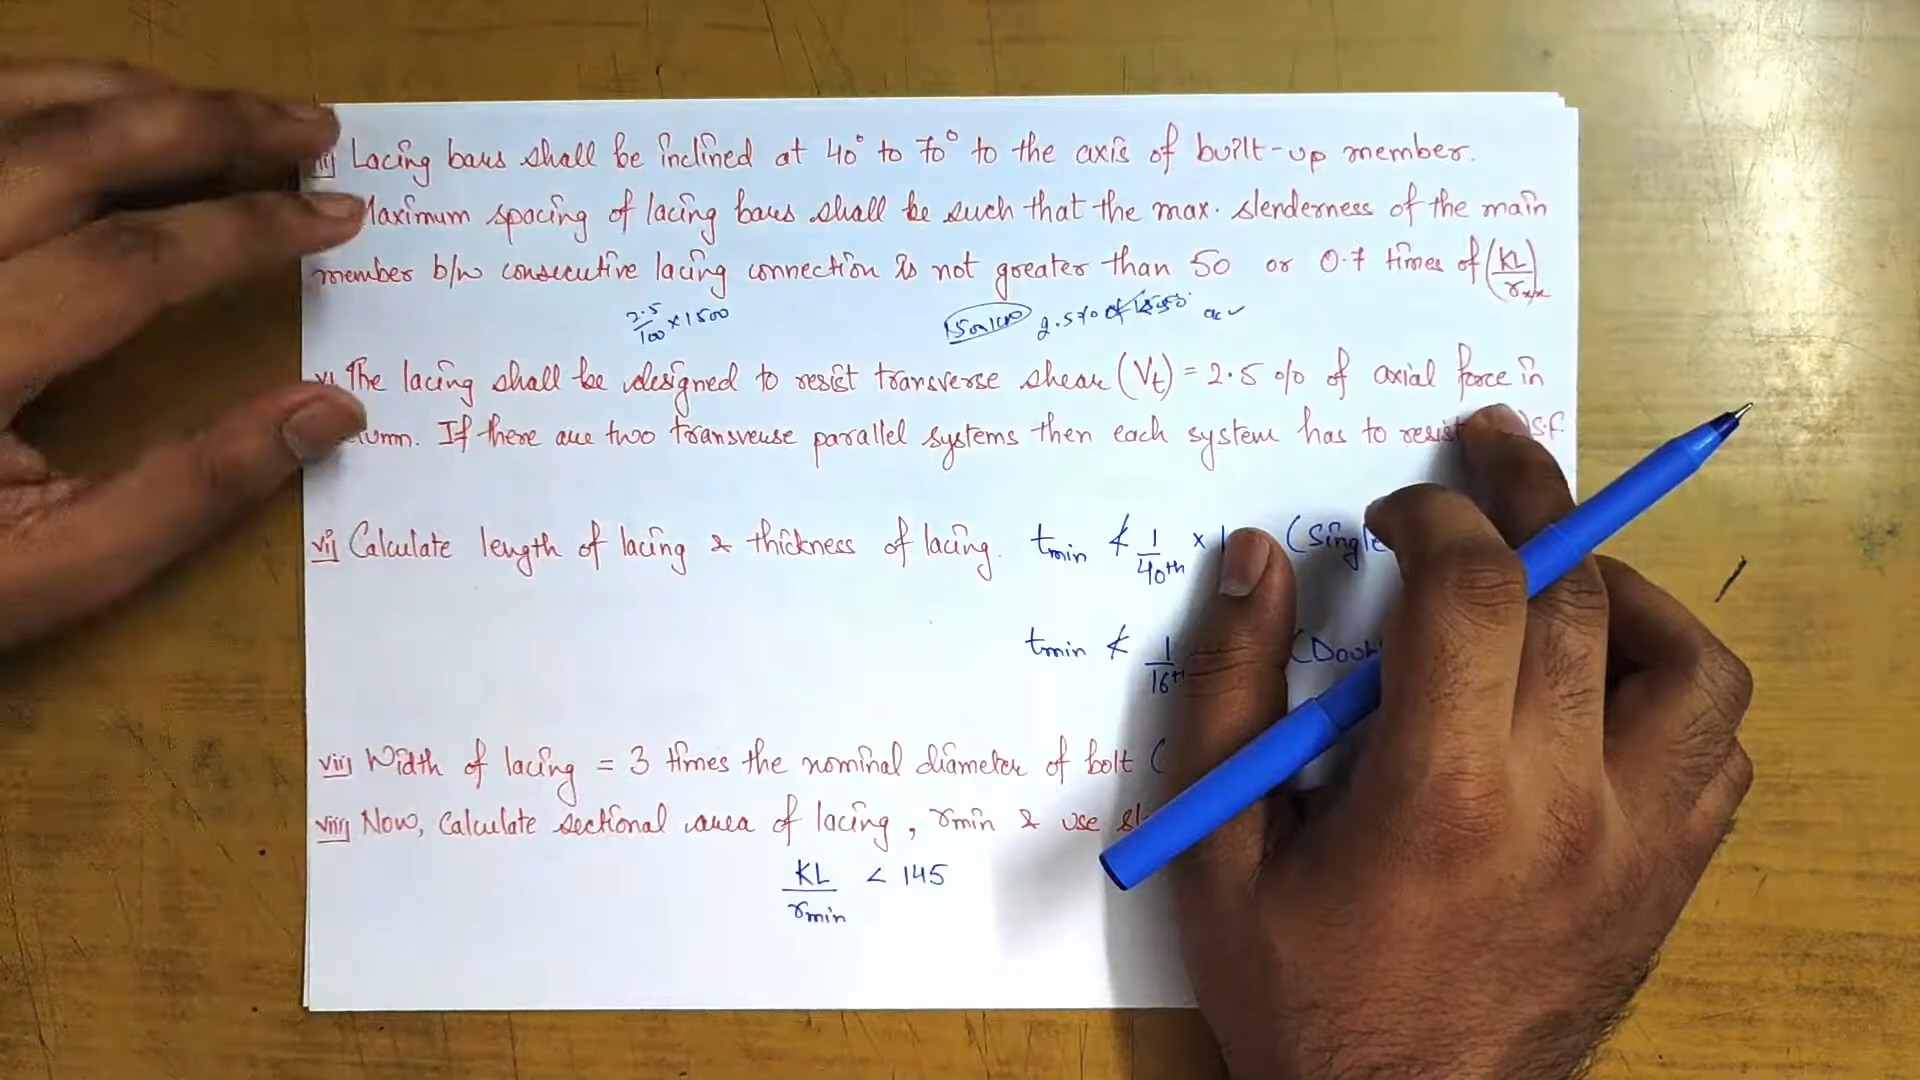 Lacing bars shall be inclined at 40° to 70° to the axis of built-up member.
Maximum spacing of lacing bars shall be such that the max. slenderness of the main
member b/w consecutive lacing connection is not greater than 50 or 0.7 times of (KL/rxx)
2.5/100 × 1500
2.5% of
vi The lacing shall be designed to resist transverse shear (Vt) = 2.5 % of axial force in
If there are two transverse parallel systems then each system has to resist S.F.
vi) Calculate length of lacing & thickness of lacing. tmin ≮ 1/40th × (Single
tmin ≮ 1/16th
vii) Width of lacing = 3 times the nominal diameter of bolt (
viii) Now, Calculate sectional area of lacing, rmin & use
KL/rmin < 145